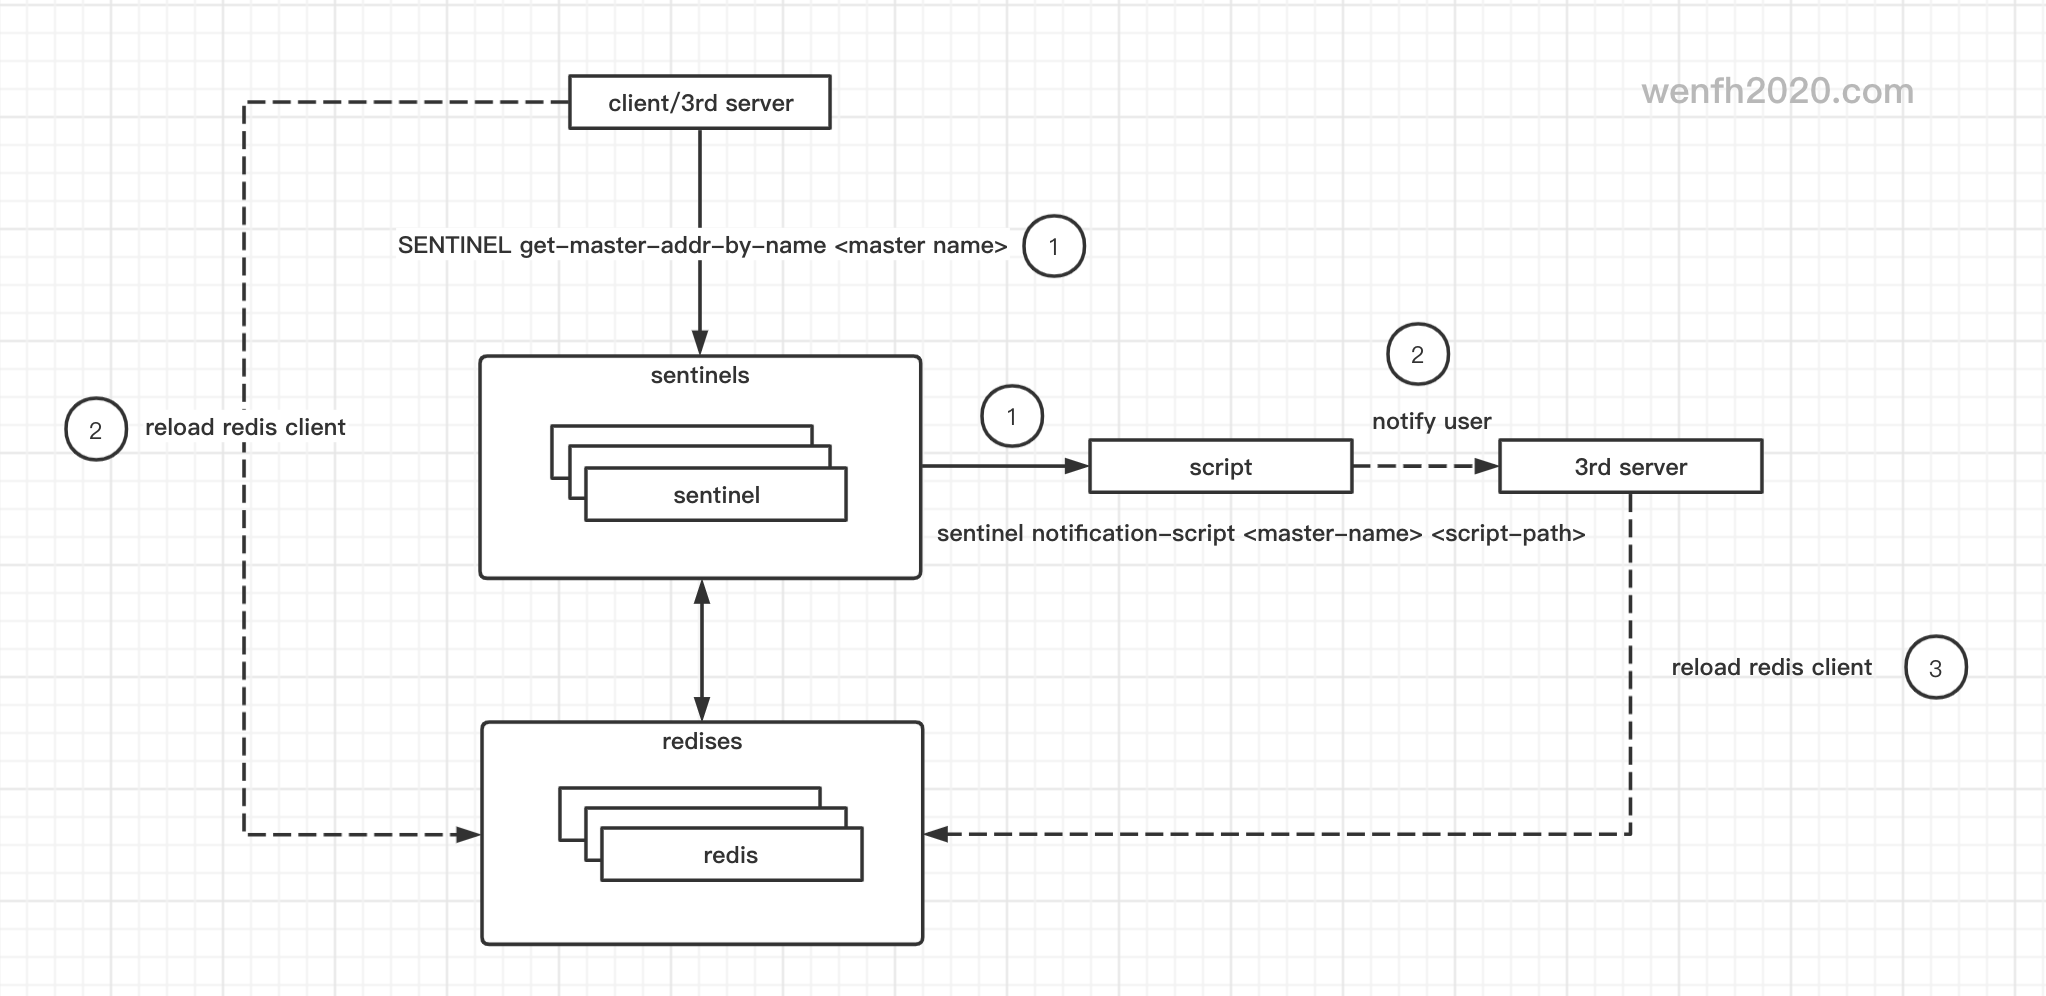 client/3rd server
wenfh2020.com
SENTINEL get-master-addr-by-name <master name>
1
sentinels
sentinel
2
reload redis client
1
script
2
notify user
3rd server
sentinel notification-script <master-name> <script-path>
reload redis client
3
redises
redis